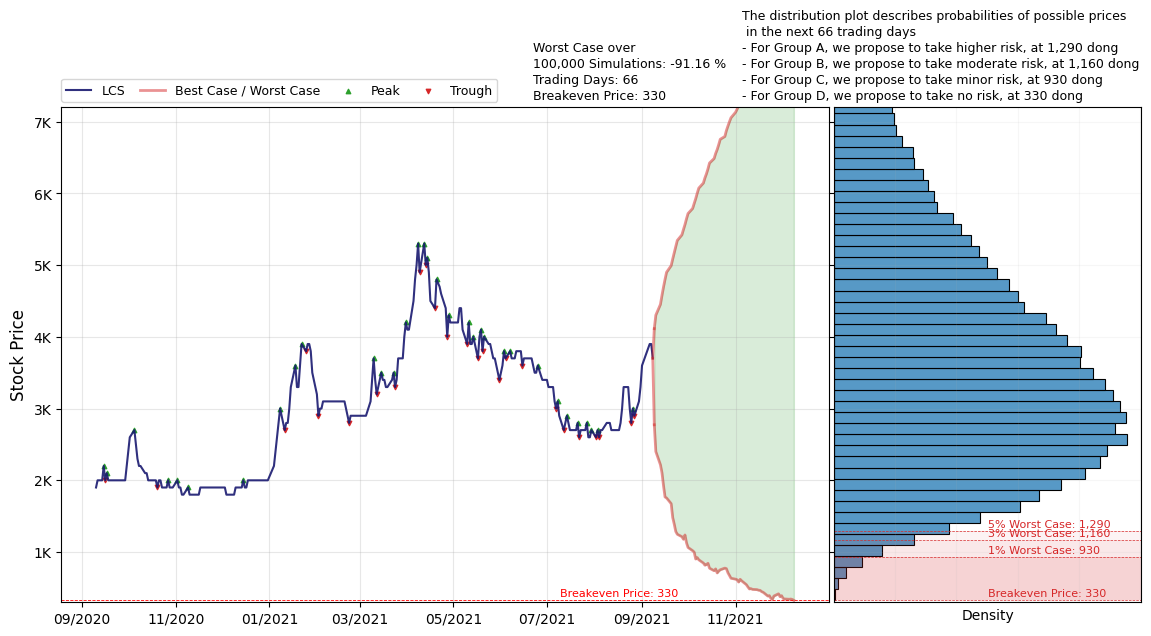 The distribution plot describes probabilities of possible prices
in the next 66 trading days
- For Group A, we propose to take higher risk, at 1,290 dong
- For Group B, we propose to take moderate risk, at 1,160 dong
- For Group C, we propose to take minor risk, at 930 dong
- For Group D, we propose to take no risk, at 330 dong
Worst Case over
100,000 Simulations: -91.16 %
Trading Days: 66
Breakeven Price: 330
LCS
Best Case / Worst Case
Peak
Trough
Stock Price
7K
6K
5K
4K
3K
2K
1K
Breakeven Price: 330
09/2020
11/2020
01/2021
03/2021
05/2021
07/2021
09/2021
11/2021
5% Worst Case: 1,290
3% Worst Case: 1,160
1% Worst Case: 930
Breakeven Price: 330
Density